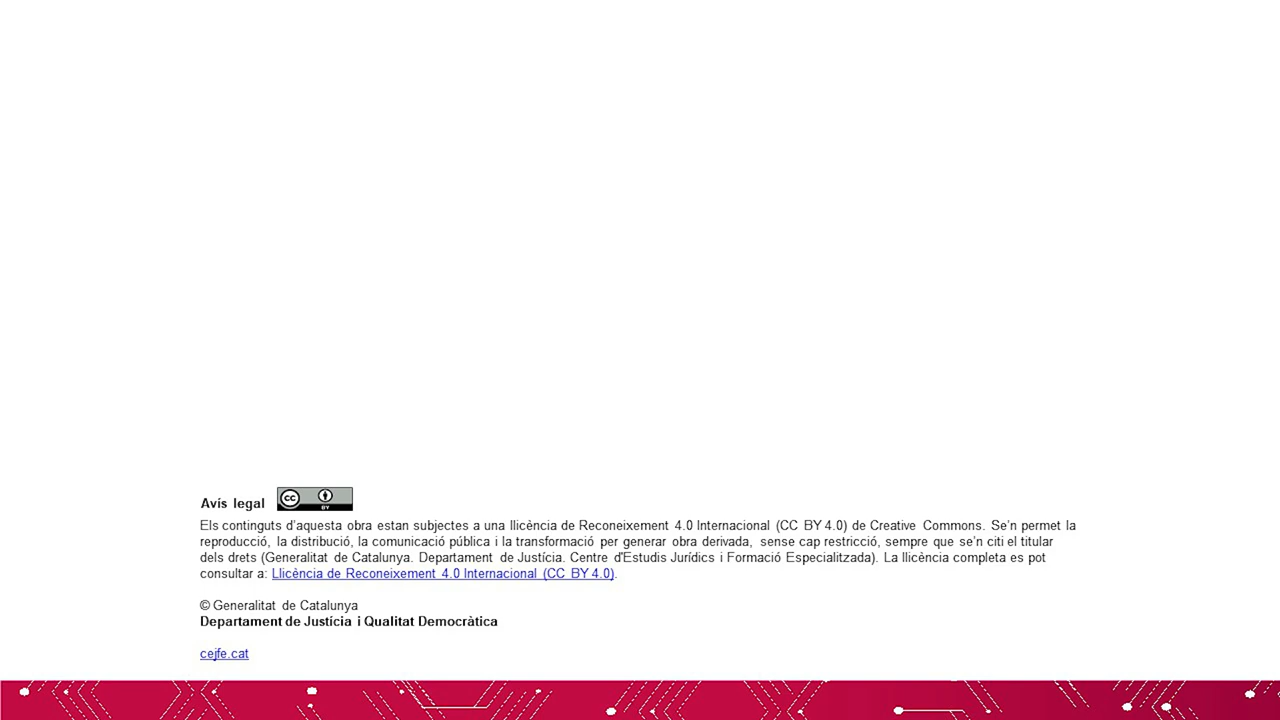 Avís legal
CC BY
Els continguts d’aquesta obra estan subjectes a una llicència de Reconeixement 4.0 Internacional (CC BY 4.0) de Creative Commons. Se’n permet la
reproducció, la distribució, la comunicació pública i la transformació per generar obra derivada, sense cap restricció, sempre que se’n citi el titular
dels drets (Generalitat de Catalunya. Departament de Justícia. Centre d'Estudis Jurídics i Formació Especialitzada). La llicència completa es pot
consultar a: Llicència de Reconeixement 4.0 Internacional (CC BY 4.0).
© Generalitat de Catalunya
Departament de Justícia i Qualitat Democràtica
cejfe.cat